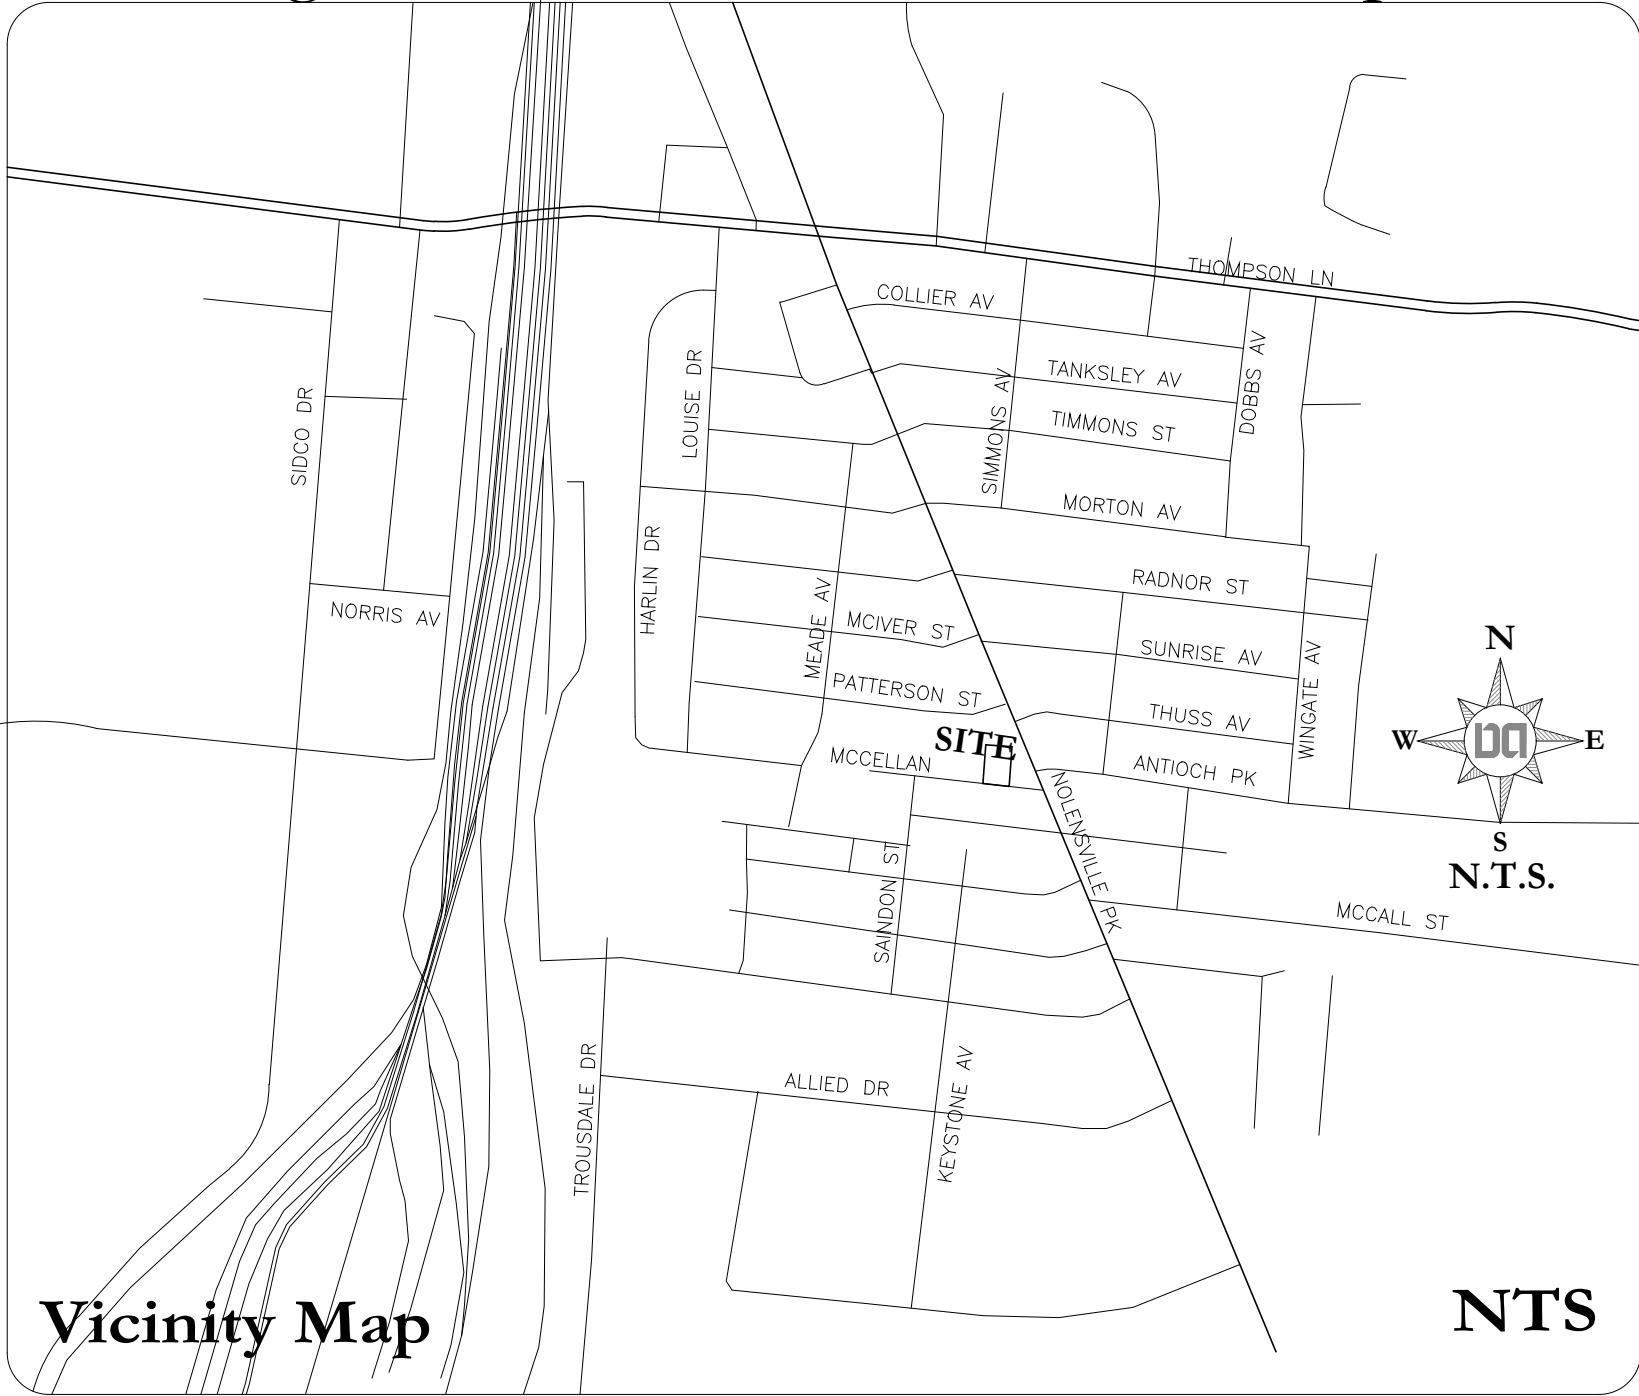 THOMPSON LN
COLLIER AV
TANKSLEY AV
DOBBS AV
LOUISE DR
SIMMONS AV
SIDCO DR
TIMMONS ST
MORTON AV
HARLIN DR
RADNOR ST
MEADE AV
NORRIS AV
MCIVER ST
SUNRISE AV
WINGATE AV
N
PATTERSON ST
THUSS AV
SITE
W
E
MCCELLAN
ANTIOCH PK
NOLENSVILLE PK
S
N.T.S.
SAINDON ST
MCCALL ST
TROUSDALE DR
ALLIED DR
KEYSTONE AV
Vicinity Map
NTS